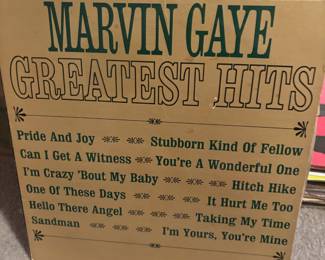 MARVIN GAYE
GREATEST HITS
Pride And Joy Stubborn Kind Of Fellow
Can I Get A Witness You're A Wonderful One
I'm Crazy 'Bout My Baby Hitch Hike
One Of These Days It Hurt Me Too
Hello There Angel Taking My Time
Sandman I'm Yours, You're Mine